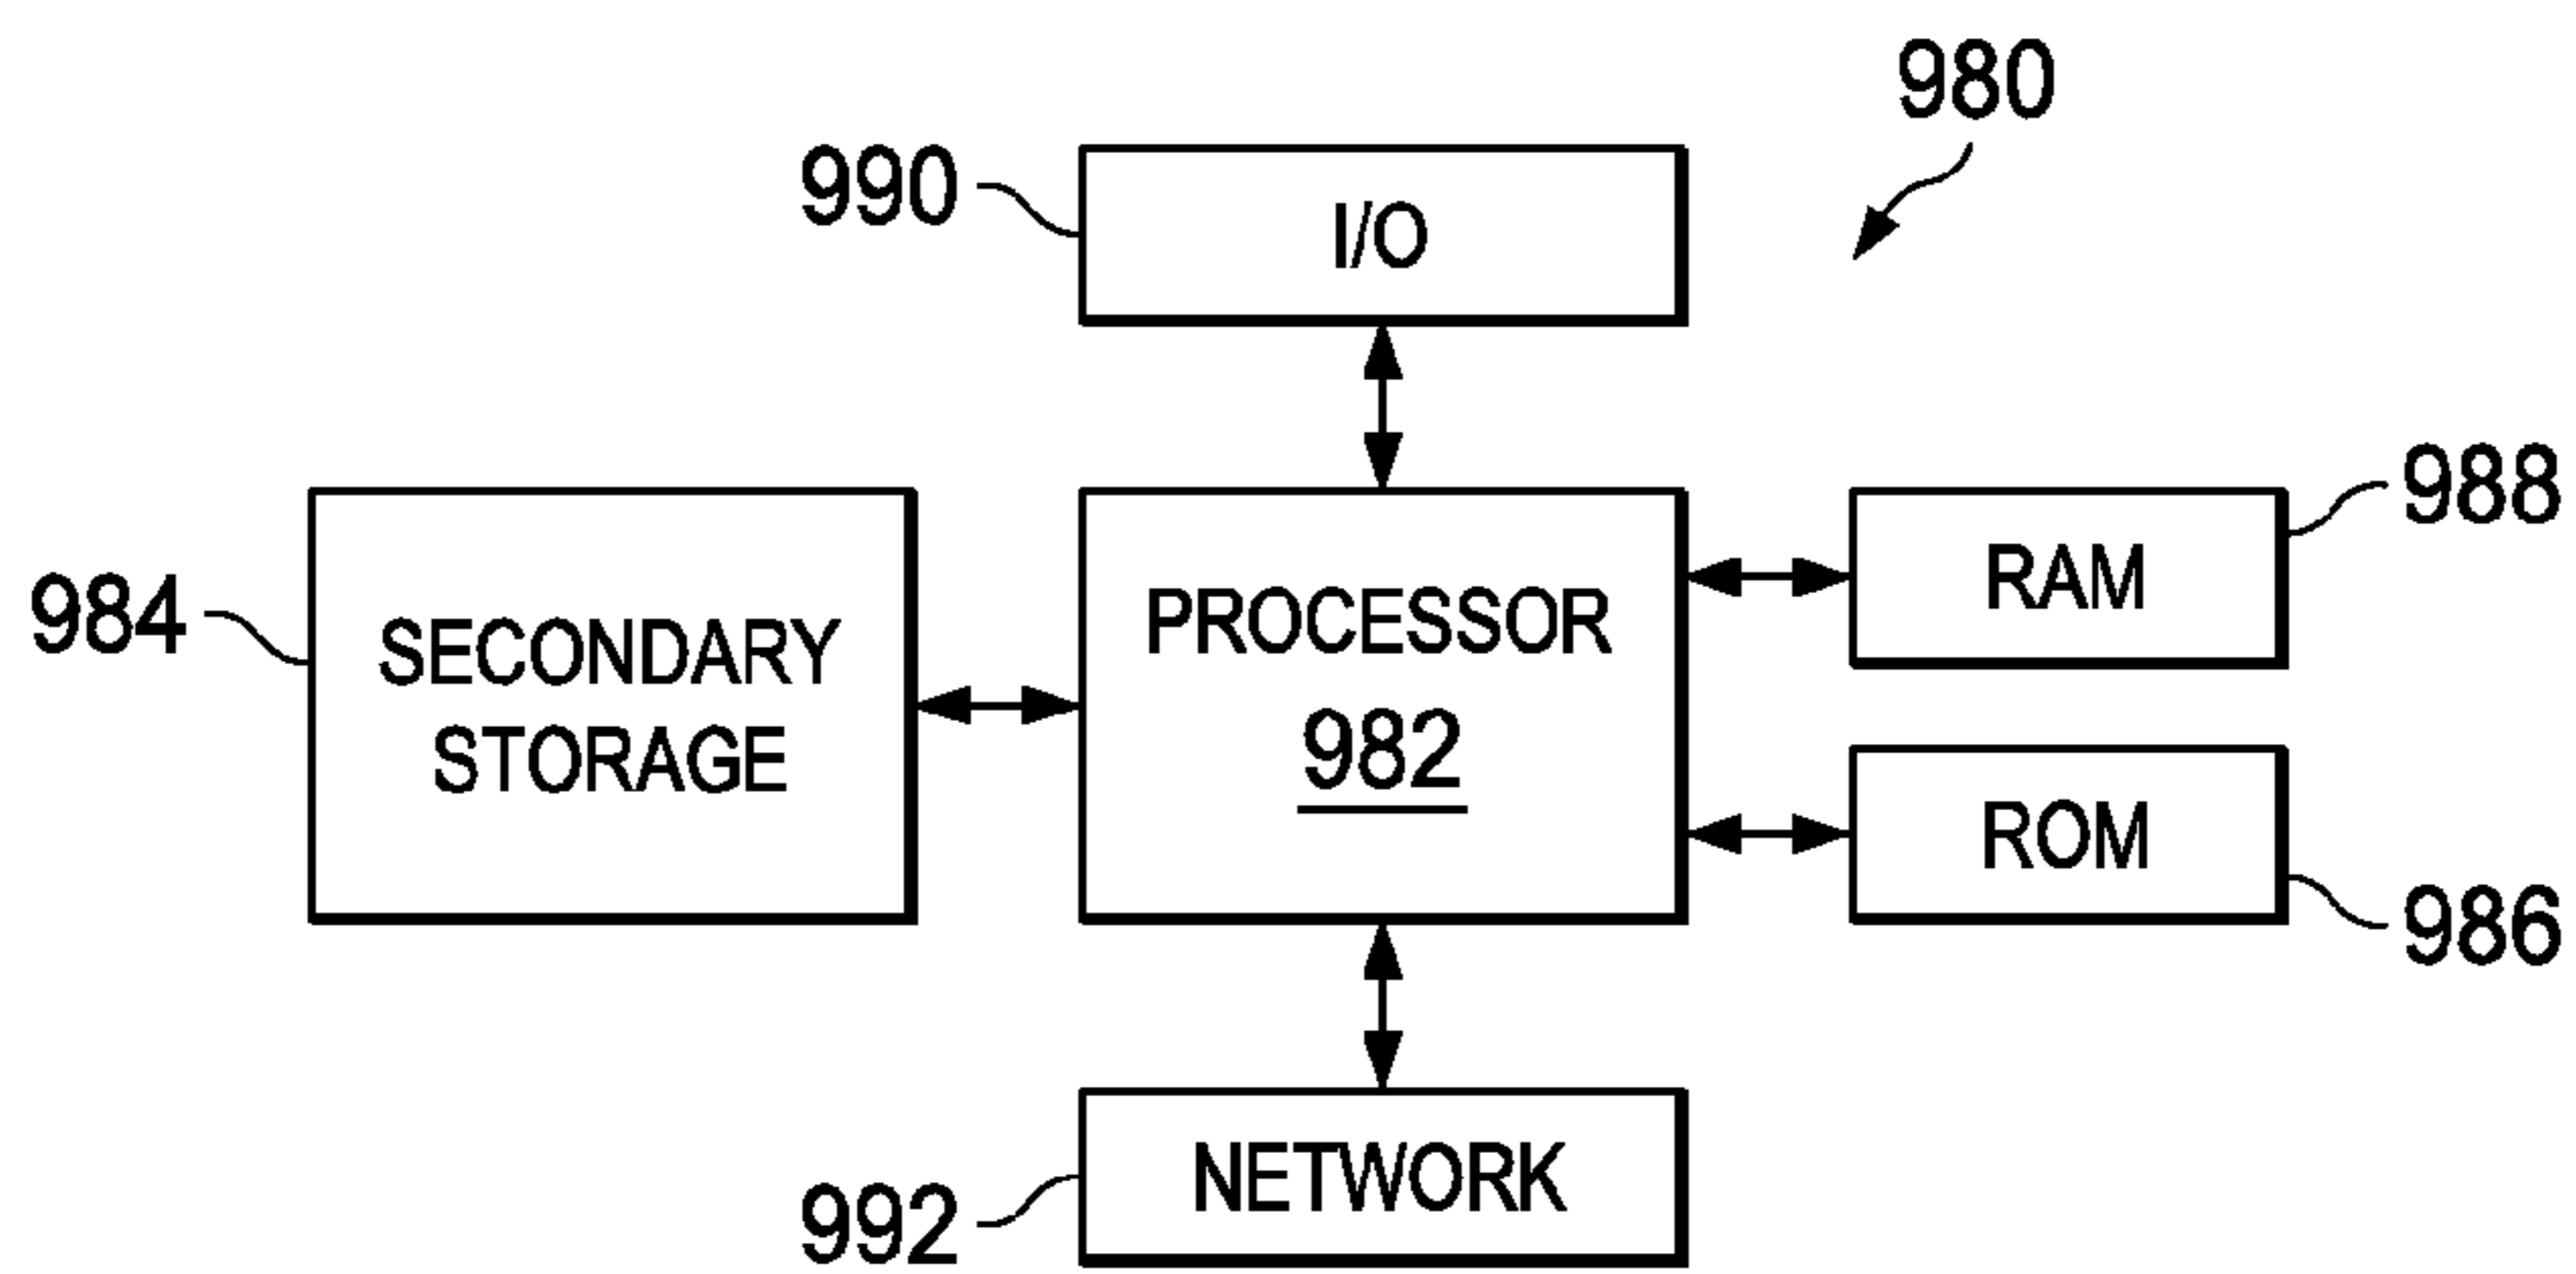 980
990
I/O
988
RAM
984
SECONDARY
STORAGE
PROCESSOR
982
ROM
986
NETWORK
992